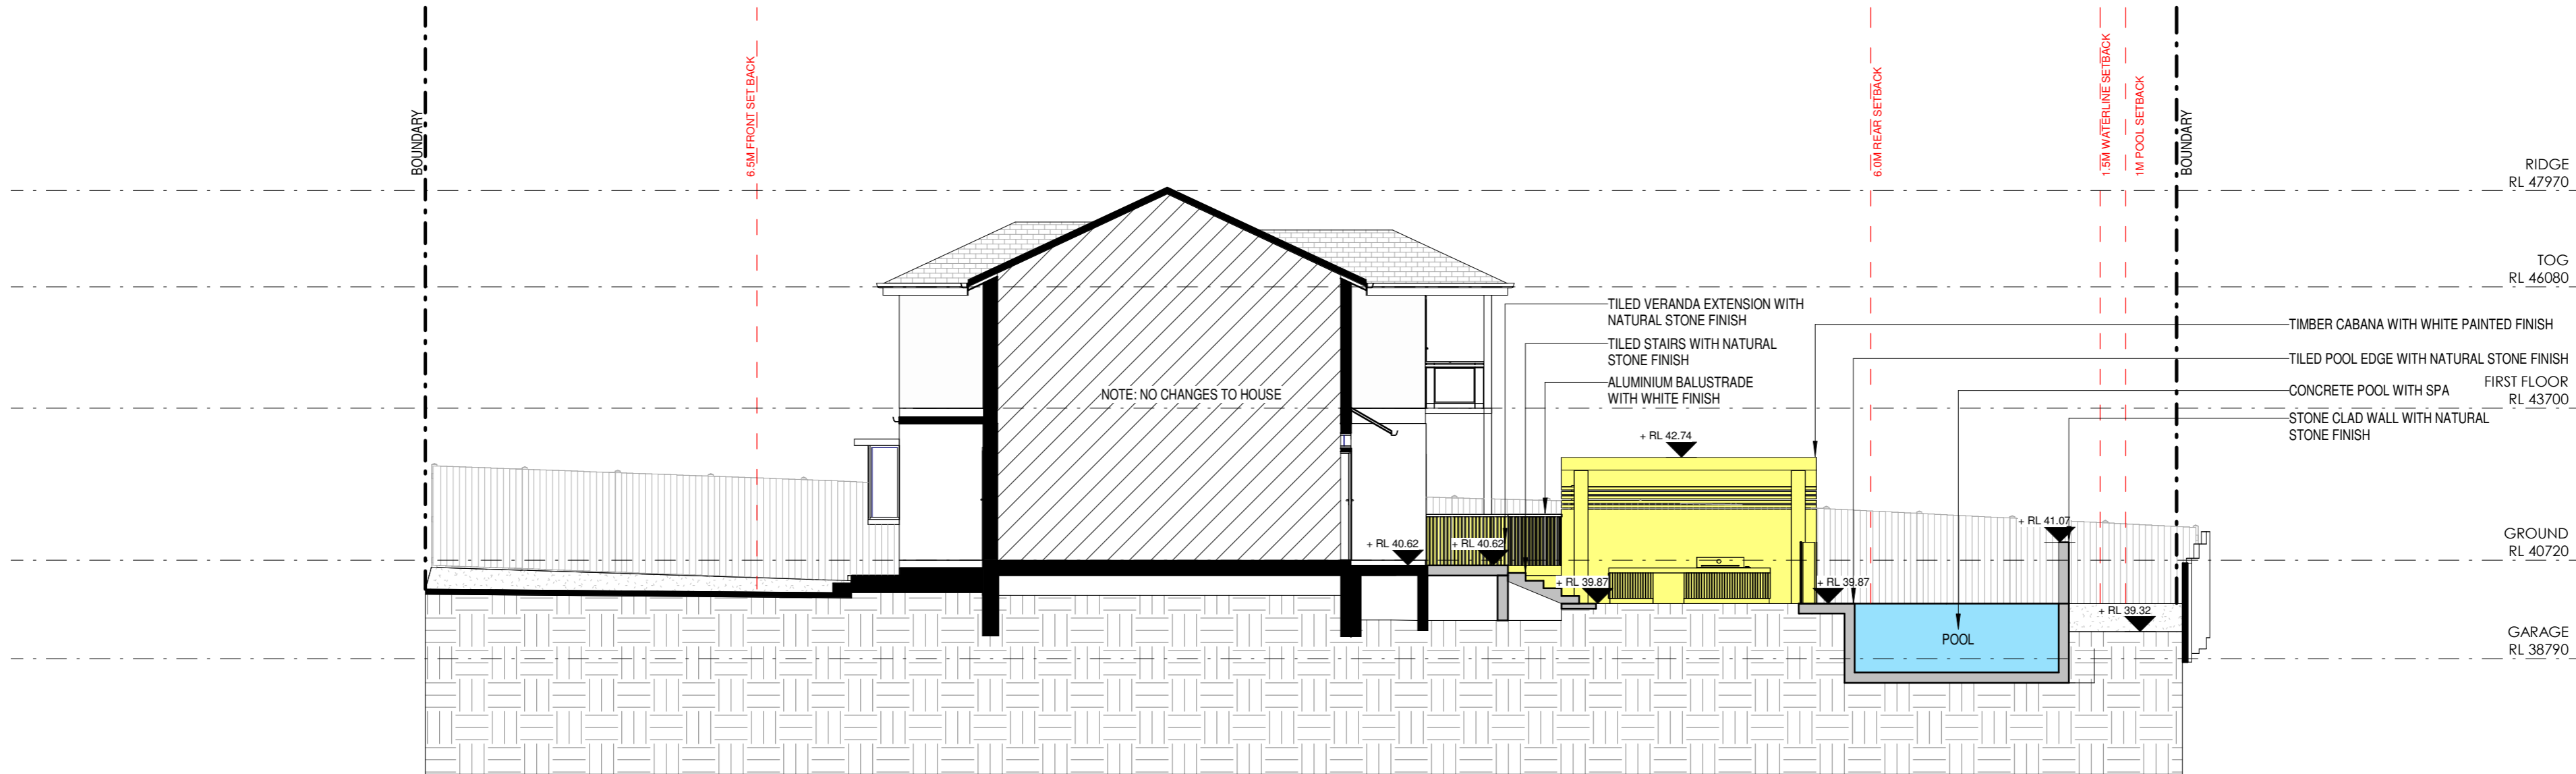 BOUNDARY
6.5M FRONT SET BACK
6.0M REAR SETBACK
1.5M WATERLINE SETBACK
1M POOL SETBACK
BOUNDARY
RIDGE
RL 47970
TOG
RL 46080
TILED VERANDA EXTENSION WITH
NATURAL STONE FINISH
TILED STAIRS WITH NATURAL
STONE FINISH
ALUMINIUM BALUSTRADE
WITH WHITE FINISH
TIMBER CABANA WITH WHITE PAINTED FINISH
TILED POOL EDGE WITH NATURAL STONE FINISH
CONCRETE POOL WITH SPA
STONE CLAD WALL WITH NATURAL
STONE FINISH
FIRST FLOOR
RL 43700
NOTE: NO CHANGES TO HOUSE
+ RL 42.74
+ RL 41.07
+ RL 40.62
+ RL 40.62
GROUND
RL 40720
+ RL 39.87
+ RL 39.87
+ RL 39.32
POOL
GARAGE
RL 38790